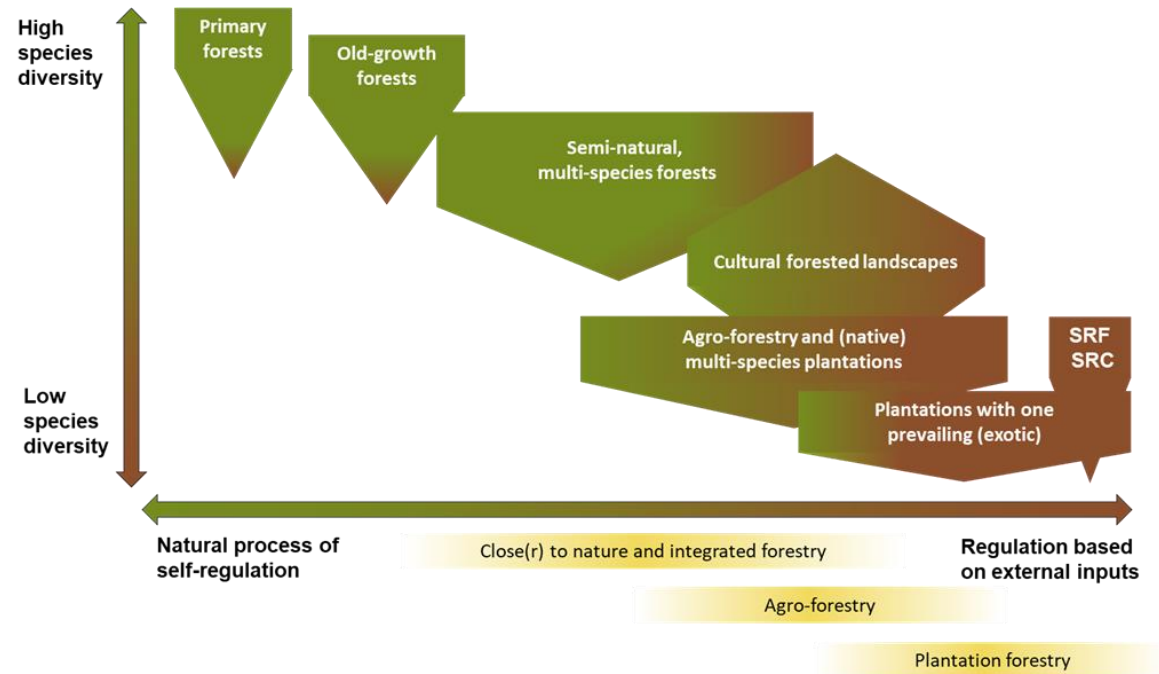 High
species
diversity
Primary
forests
Old-growth
forests
Semi-natural,
multi-species forests
Cultural forested landscapes
Agro-forestry and (native)
multi-species plantations
SRF
SRC
Low
species
diversity
Plantations with one
prevailing (exotic)
Natural process of
self-regulation
Close(r) to nature and integrated forestry
Regulation based
on external inputs
Agro-forestry
Plantation forestry